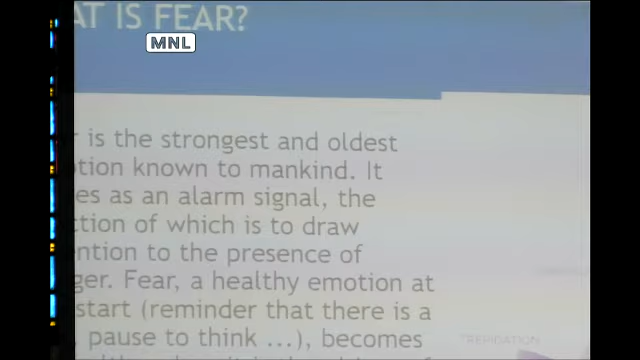 AT IS FEAR?
MNL
is the strongest and oldest
tion known to mankind. It
es as an alarm signal, the
ction of which is to draw
ention to the presence of
ger. Fear, a healthy emotion at
start (reminder that there is a
, pause to think ...), becomes
TREPIDATION